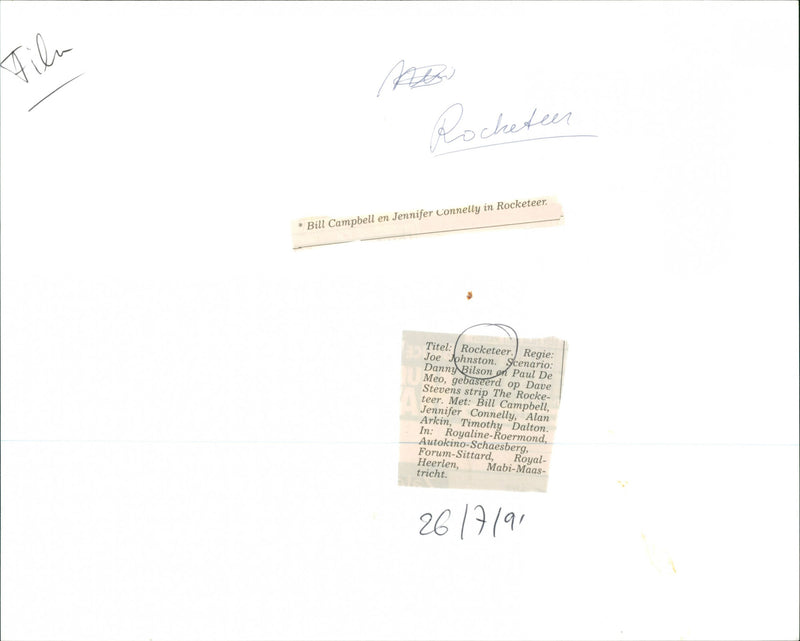 Film
Rocketeer
* Bill Campbell en Jennifer Connelly in Rocketeer.
Titel: Rocketeer. Regie:
Joe Johnston. Scenario:
Danny Bilson en Paul De
Meo, gebaseerd op Dave
Stevens strip The Rocke-
teer. Met: Bill Campbell,
Jennifer Connelly, Alan
Arkin, Timothy Dalton.
In: Royaline-Roermond,
Autokino-Schaesberg,
Forum-Sittard, Royal-
Heerlen, Mabi-Maas-
tricht.
26/7/91